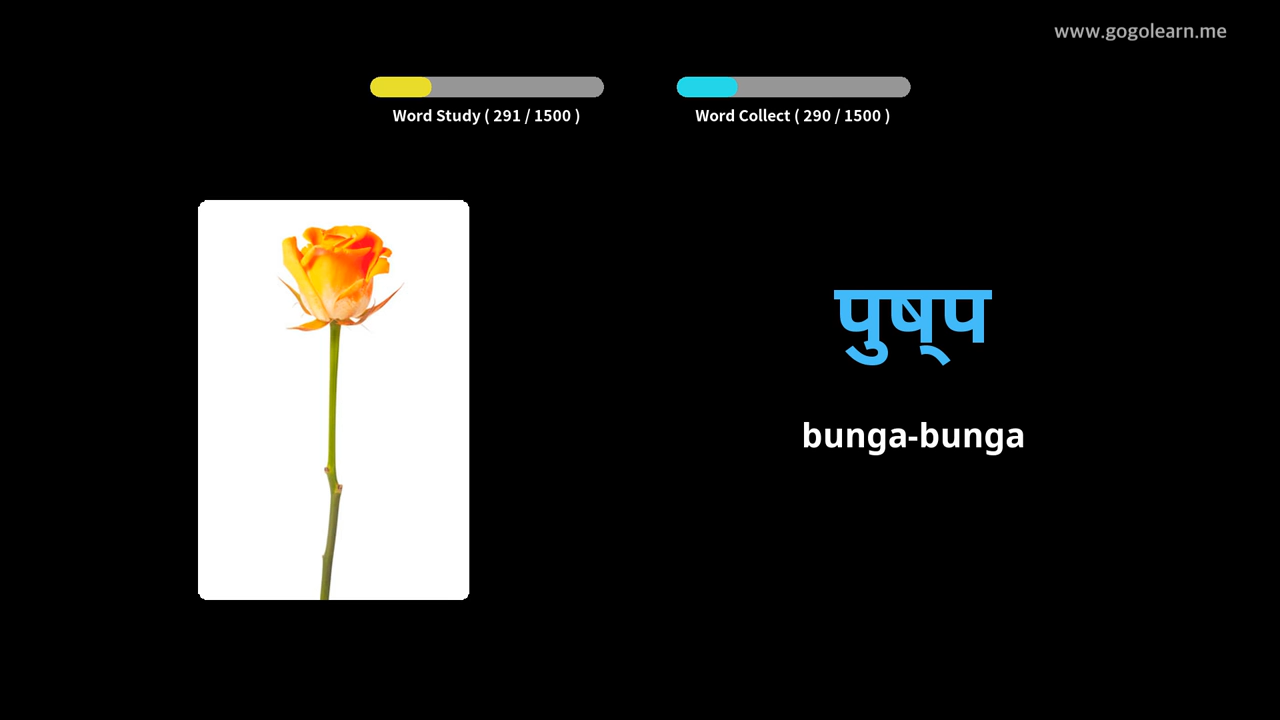 www.gogolearn.me
Word Study ( 291 / 1500 )
Word Collect ( 290 / 1500 )
पुष्‌प
bunga-bunga